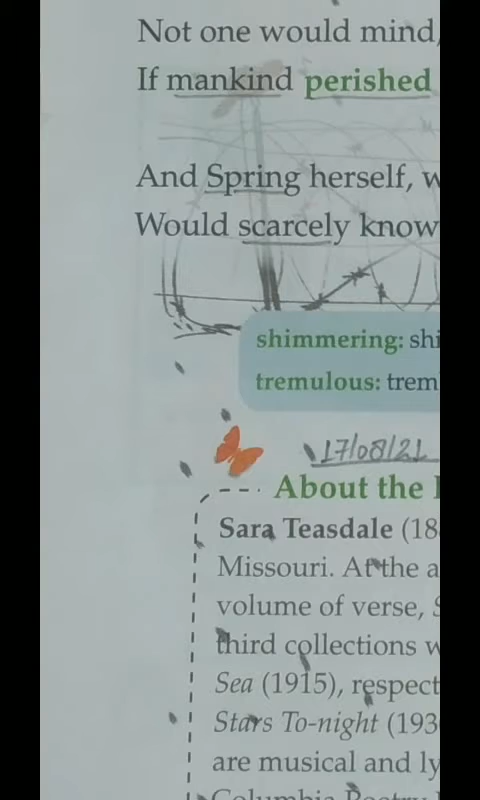 Not one would mind,
If mankind perished
And Spring herself, w
Would scarcely know
shimmering: shi
tremulous: trem
17/08/21
About the
Sara Teasdale (18
Missouri. At the a
volume of verse, S
third collections w
Sea (1915), respect
Stars To-night (193
are musical and ly
Columbia Poetry